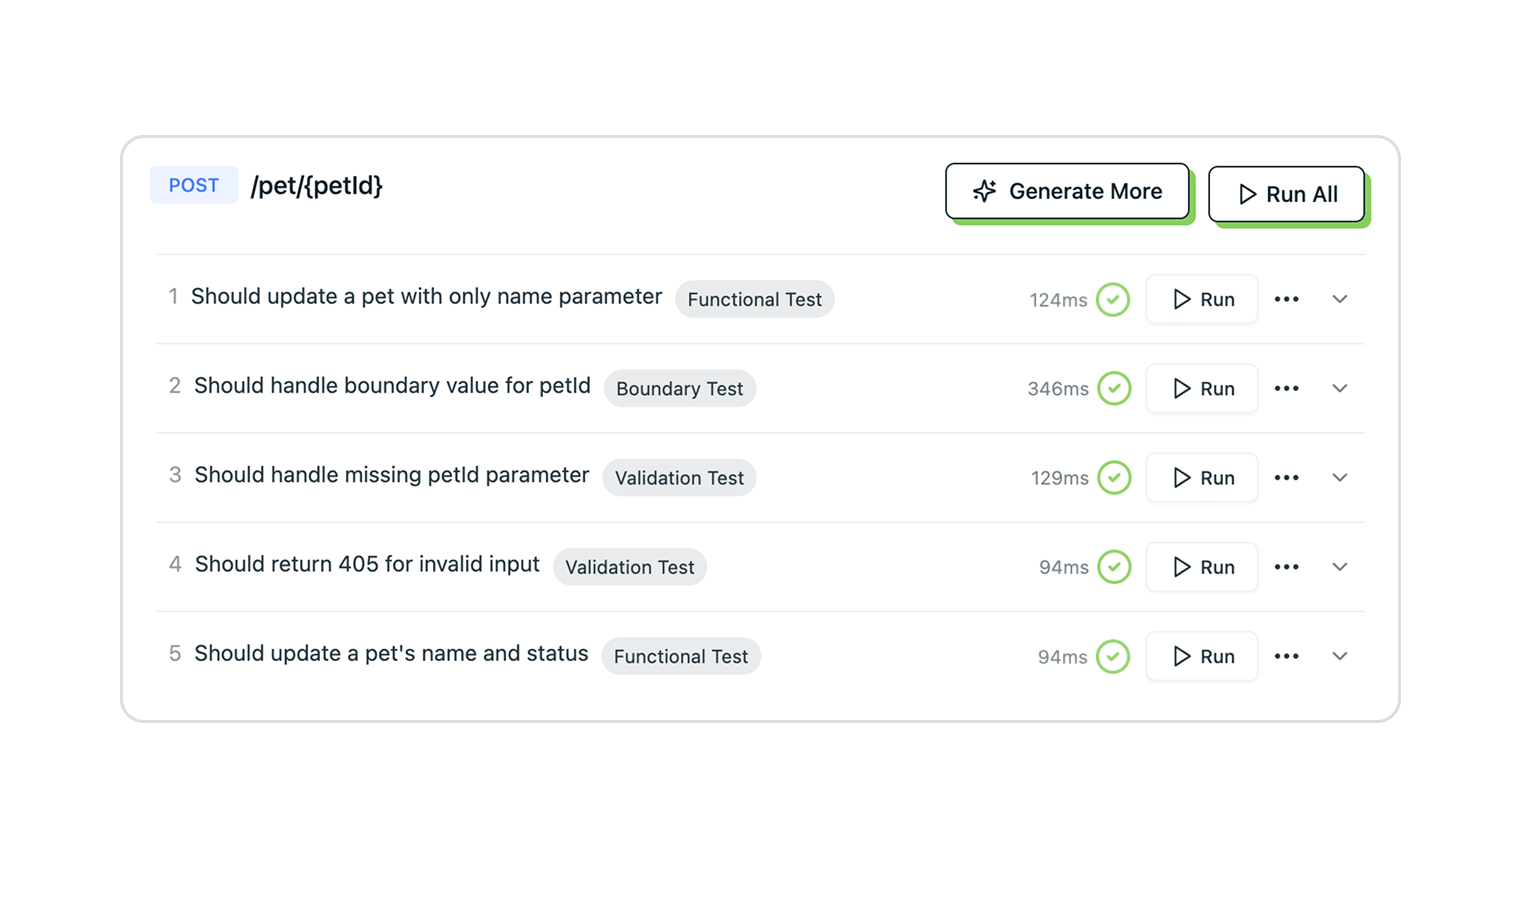 POST /pet/{petId} Generate More Run All
1 Should update a pet with only name parameter Functional Test 124ms Run
2 Should handle boundary value for petId Boundary Test 346ms Run
3 Should handle missing petId parameter Validation Test 129ms Run
4 Should return 405 for invalid input Validation Test 94ms Run
5 Should update a pet's name and status Functional Test 94ms Run